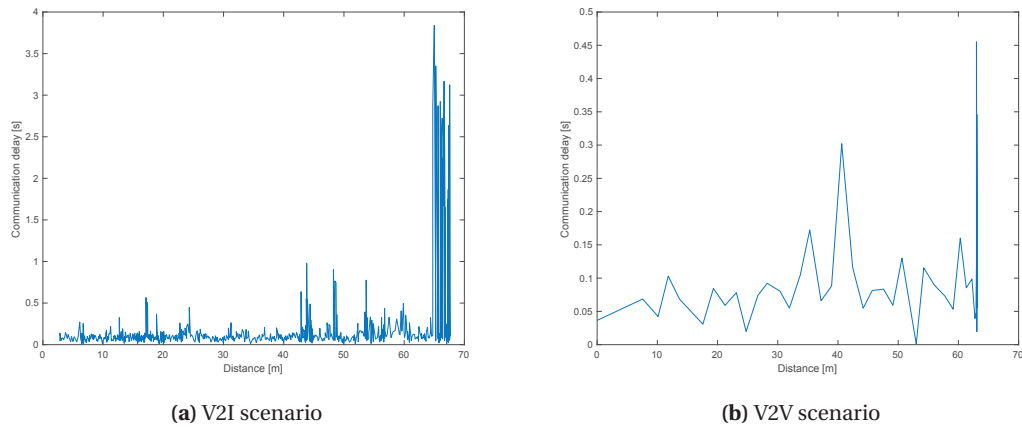 4
3.5
3
2.5
2
1.5
1
0.5
0
Communication delay [s]
0 10 20 30 40 50 60 70
Distance [m]
(a) V2I scenario
0.5
0.45
0.4
0.35
0.3
0.25
0.2
0.15
0.1
0.05
0
Communication delay [s]
0 10 20 30 40 50 60 70
Distance [m]
(b) V2V scenario